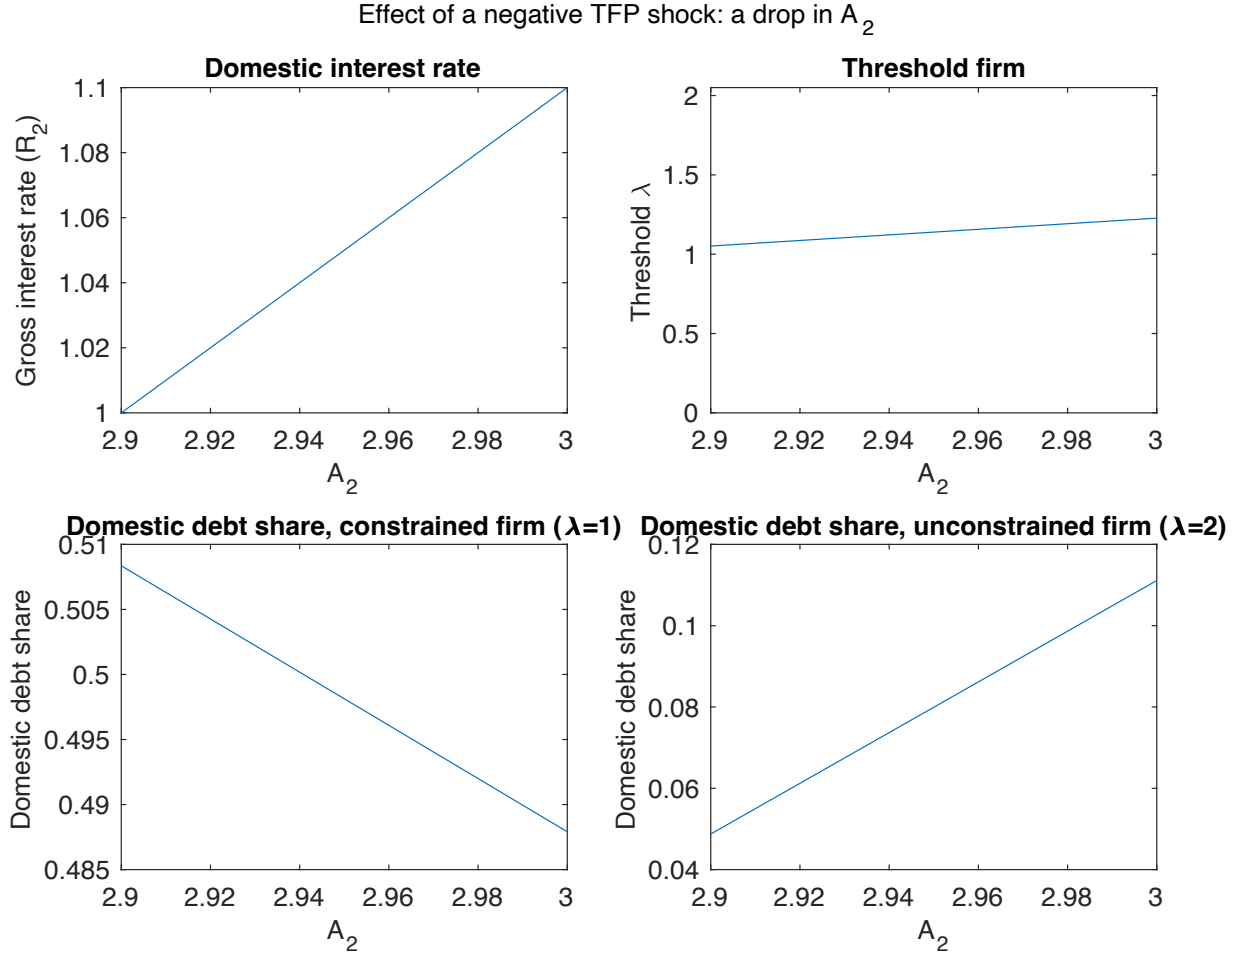 Effect of a negative TFP shock: a drop in A₂
Domestic interest rate
Gross interest rate (R₂)
1.1
1.08
1.06
1.04
1.02
1
2.9 2.92 2.94 2.96 2.98 3
A₂
Threshold firm
Threshold λ
2
1.5
1
0.5
0
2.9 2.92 2.94 2.96 2.98 3
A₂
Domestic debt share, constrained firm (λ=1)
Domestic debt share
0.51
0.505
0.5
0.495
0.49
0.485
2.9 2.92 2.94 2.96 2.98 3
A₂
Domestic debt share, unconstrained firm (λ=2)
Domestic debt share
0.12
0.1
0.08
0.06
0.04
2.9 2.92 2.94 2.96 2.98 3
A₂